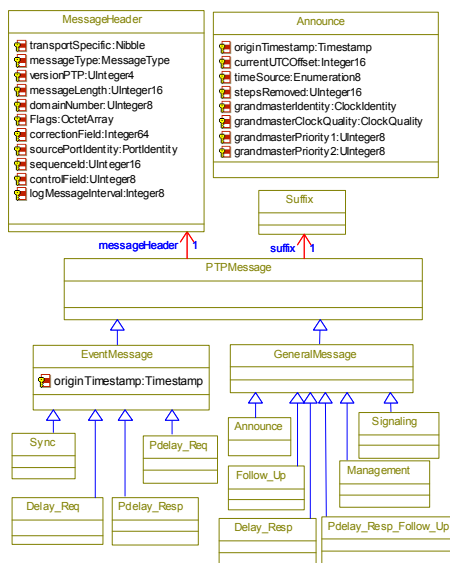 MessageHeader
transportSpecific:Nibble
messageType:MessageType
versionPTP:UInteger4
messageLength:UInteger16
domainNumber:UInteger8
Flags:OctetArray
correctionField:Integer64
sourcePortIdentity:PortIdentity
sequenceId:UInteger16
controlField:UInteger8
logMessageInterval:Integer8
Announce
originTimestamp:Timestamp
currentUTCOffset:Integer16
timeSource:Enumeration8
stepsRemoved:UInteger16
grandmasterIdentity:ClockIdentity
grandmasterClockQuality:ClockQuality
grandmasterPriority1:UInteger8
grandmasterPriority2:UInteger8
Suffix
messageHeader 1
suffix 1
PTPMessage
EventMessage
originTimestamp:Timestamp
GeneralMessage
Sync
Pdelay_Req
Delay_Req
Pdelay_Resp
Announce
Signaling
Follow_Up
Management
Delay_Resp
Pdelay_Resp_Follow_Up